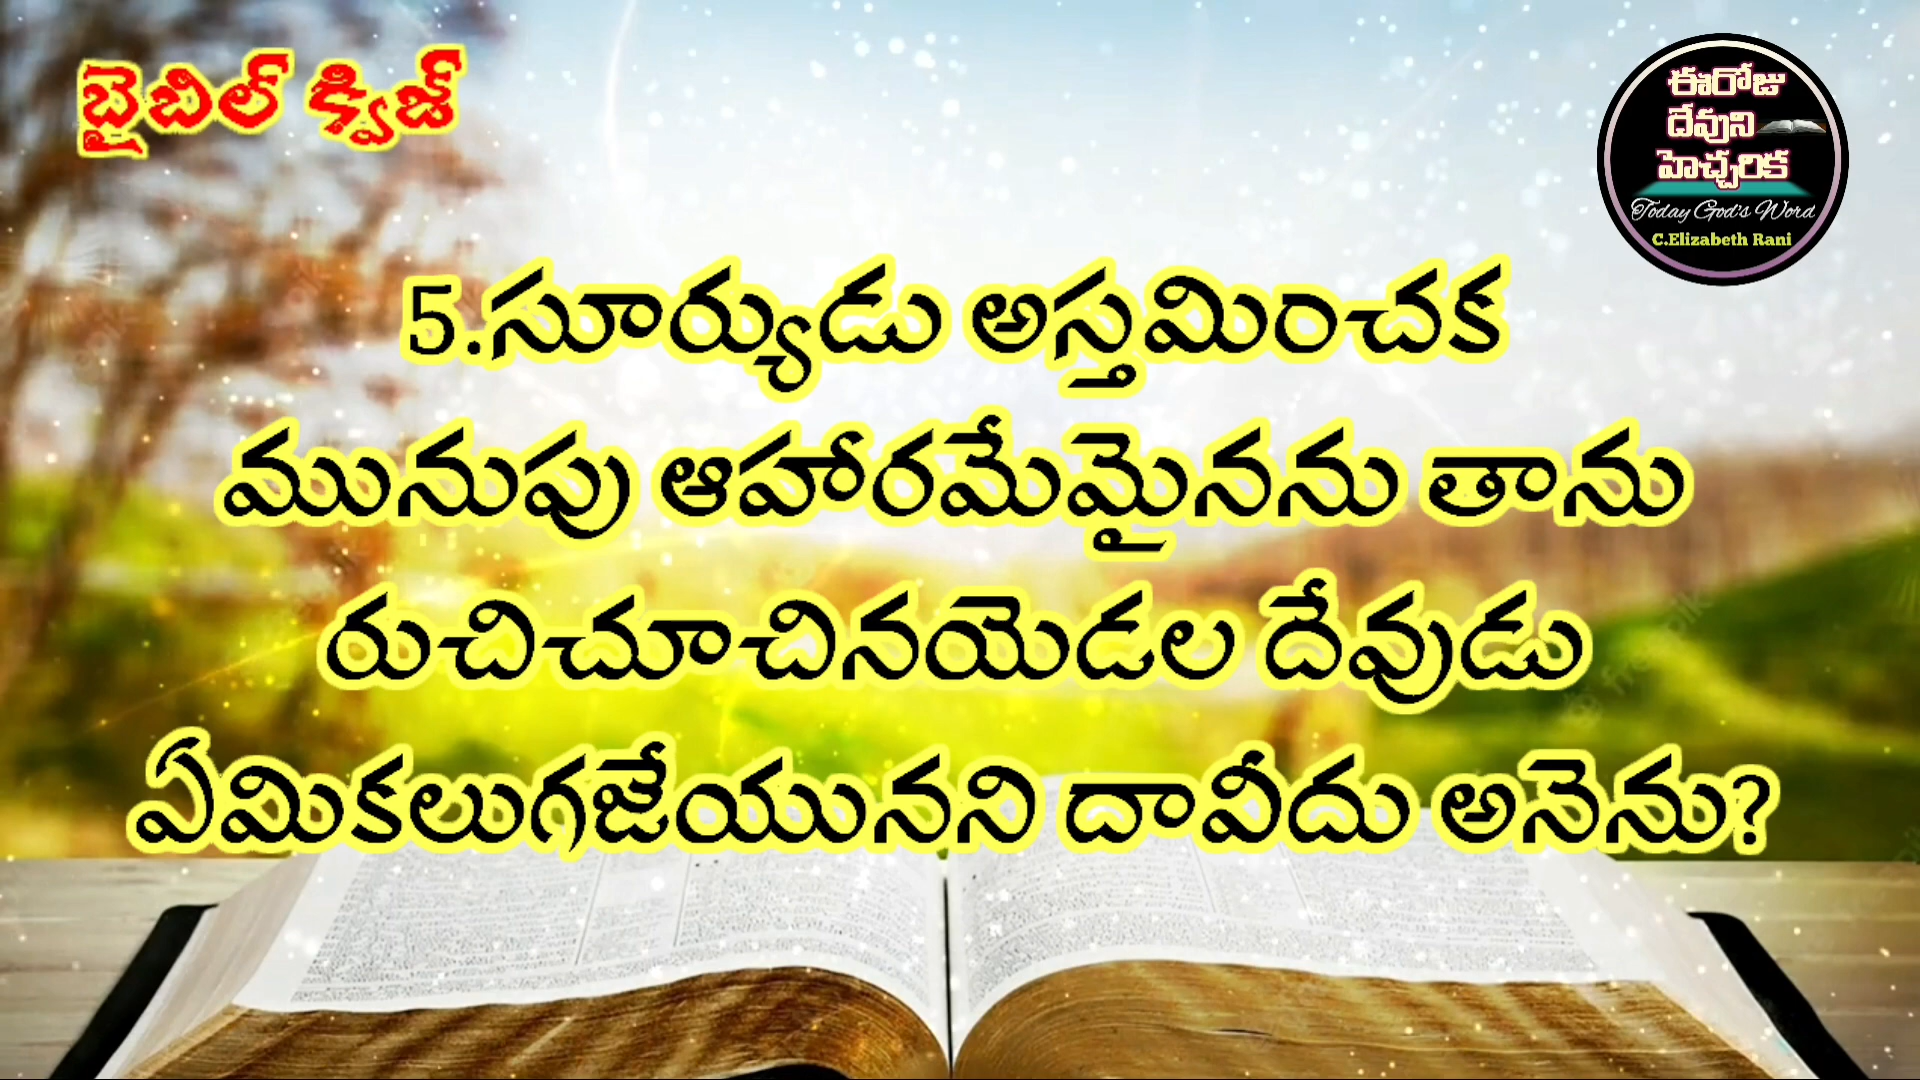 బైబిల్ క్విజ్
ఈరోజు
దేవుని
హెచ్చరిక
Today God's Word
C.Elizabeth Rani
5.సూర్యుడు అస్తమించక
మునుపు ఆహారమేమైనను తాను
రుచిచూచినయెడల దేవుడు
ఏమికలుగజేయునని దావీదు అనెను?